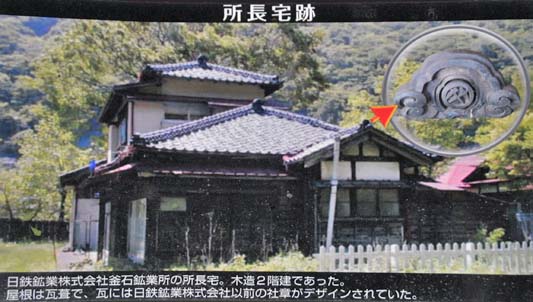 所長宅跡
日鉄鉱業株式会社釜石鉱業所の所長宅。木造2階建であった。
屋根は瓦葺で、瓦には日鉄鉱業株式会社以前の社章がデザインされていた。